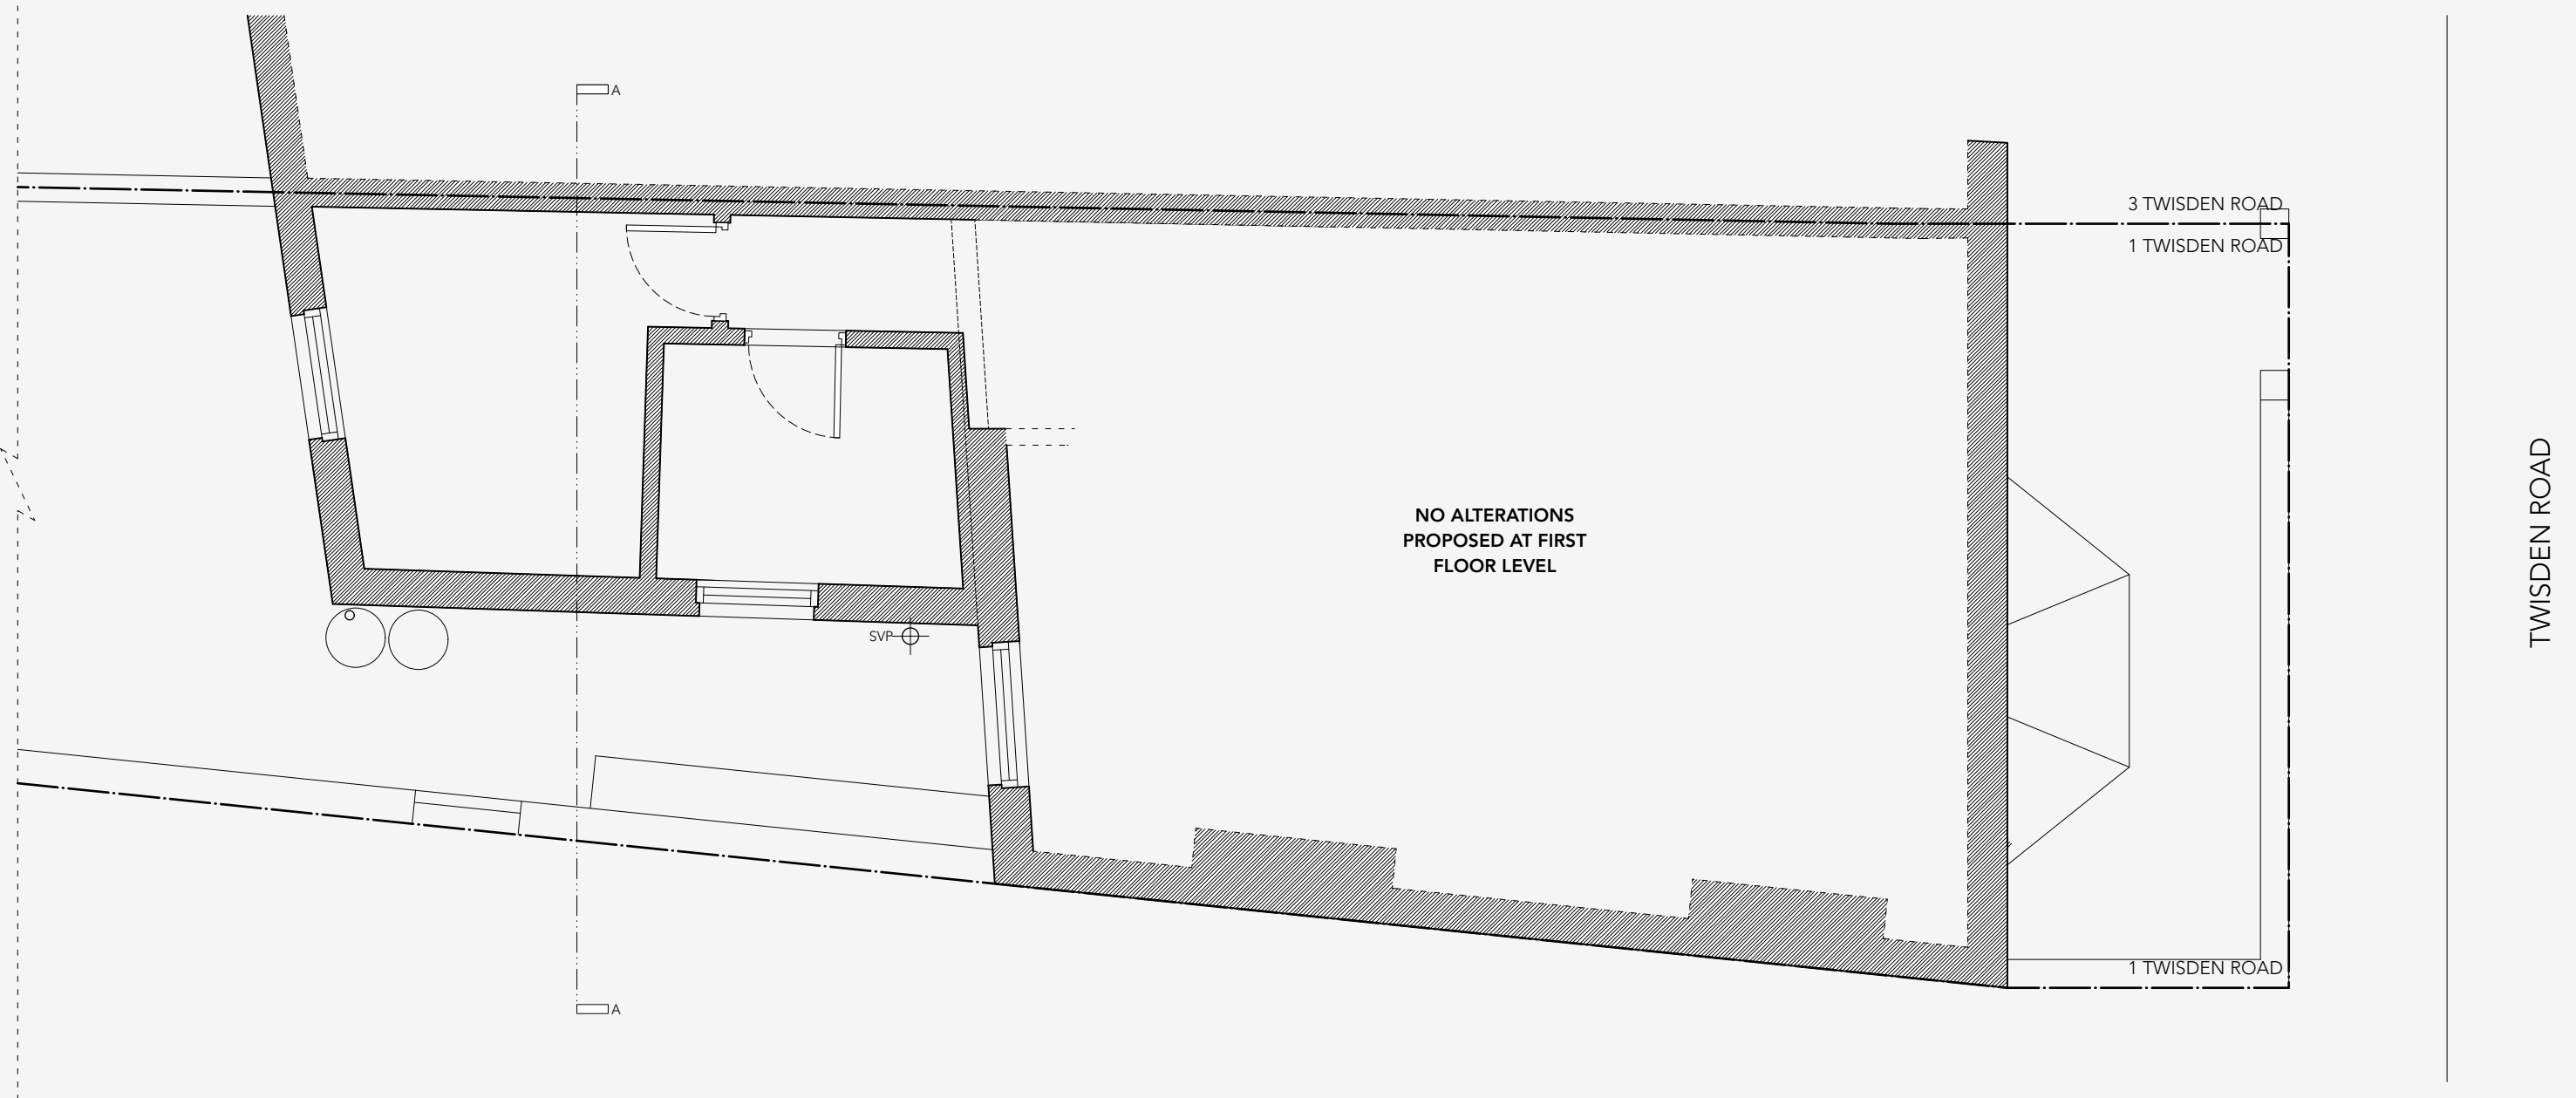 A
3 TWISDEN ROAD
1 TWISDEN ROAD
NO ALTERATIONS
PROPOSED AT FIRST
FLOOR LEVEL
TWISDEN ROAD
SVP
1 TWISDEN ROAD
A